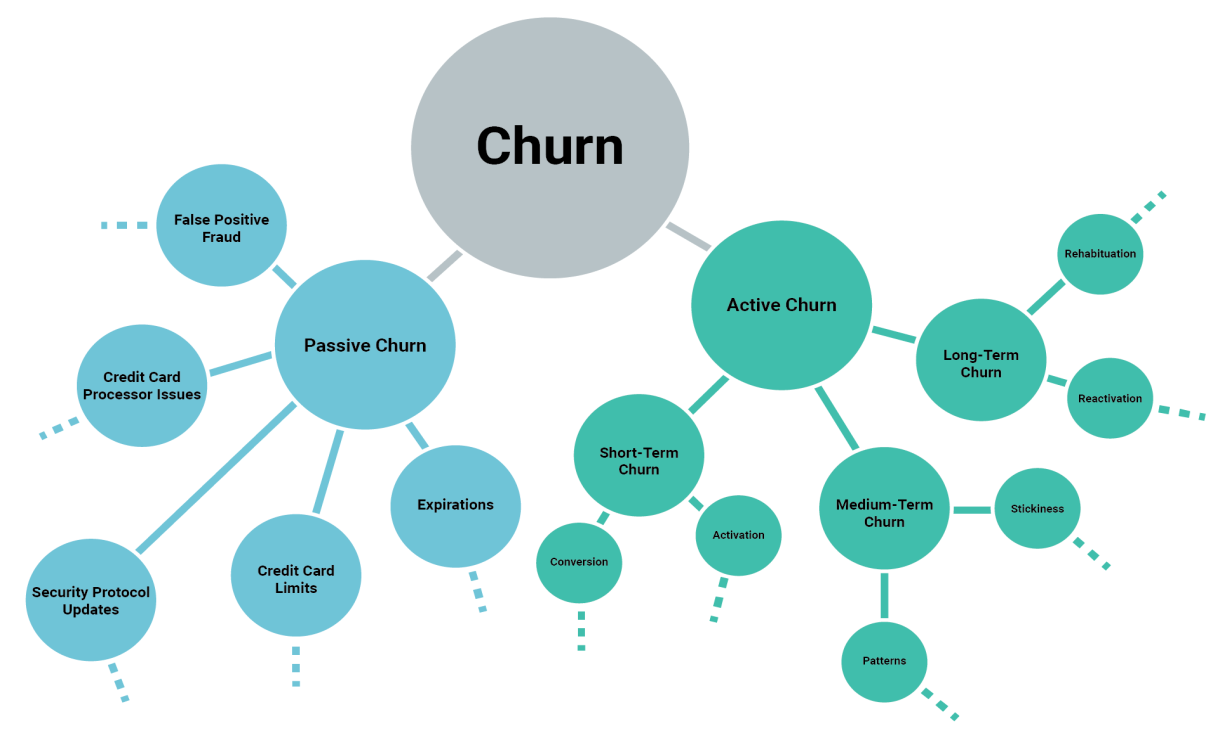 Churn
False Positive
Fraud
Passive Churn
Credit Card
Processor Issues
Security Protocol
Updates
Credit Card
Limits
Expirations
Active Churn
Short-Term
Churn
Conversion
Activation
Medium-Term
Churn
Stickiness
Patterns
Long-Term
Churn
Rehabituation
Reactivation